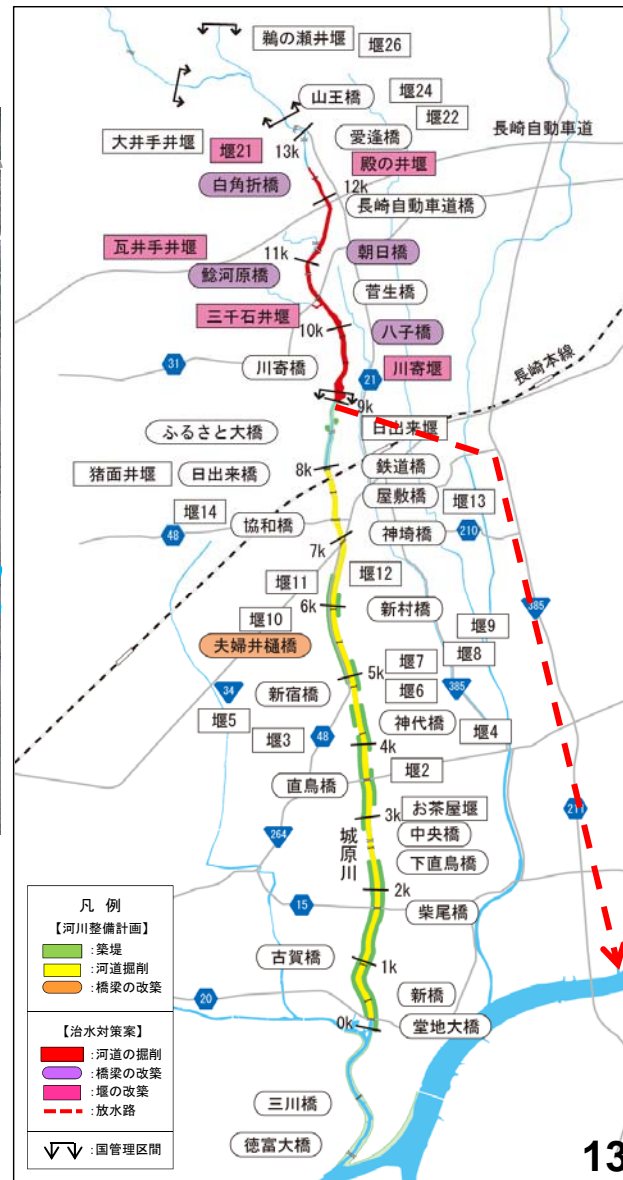 鵜の瀬井堰
堰26
山王橋
堰24
堰22
13k
愛逢橋
長崎自動車道
大井手井堰
堰21
殿の井堰
白角折橋
12k
長崎自動車道橋
瓦井手井堰
11k
朝日橋
鯰河原橋
菅生橋
三千石井堰
10k
八子橋
31
川寄橋
21
川寄堰
長崎本線
9k
ふるさと大橋
日出来堰
猪面井堰
日出来橋
8k
鉄道橋
屋敷橋
堰13
堰14
48
協和橋
神埼橋
210
7k
堰11
堰12
6k
385
堰10
新村橋
堰9
夫婦井樋橋
堰7
堰8
5k
34
新宿橋
堰6
385
堰5
堰3
48
神代橋
堰4
4k
直鳥橋
堰2
211
3k
お茶屋堰
264
城原川
中央橋
下直鳥橋
2k
15
柴尾橋
古賀橋
1k
20
新橋
0k
堂地大橋
三川橋
徳富大橋
凡 例
【河川整備計画】
:築堤
:河道掘削
:橋梁の改築
【治水対策案】
:河道の掘削
:橋梁の改築
:堰の改築
:放水路
:国管理区間
13